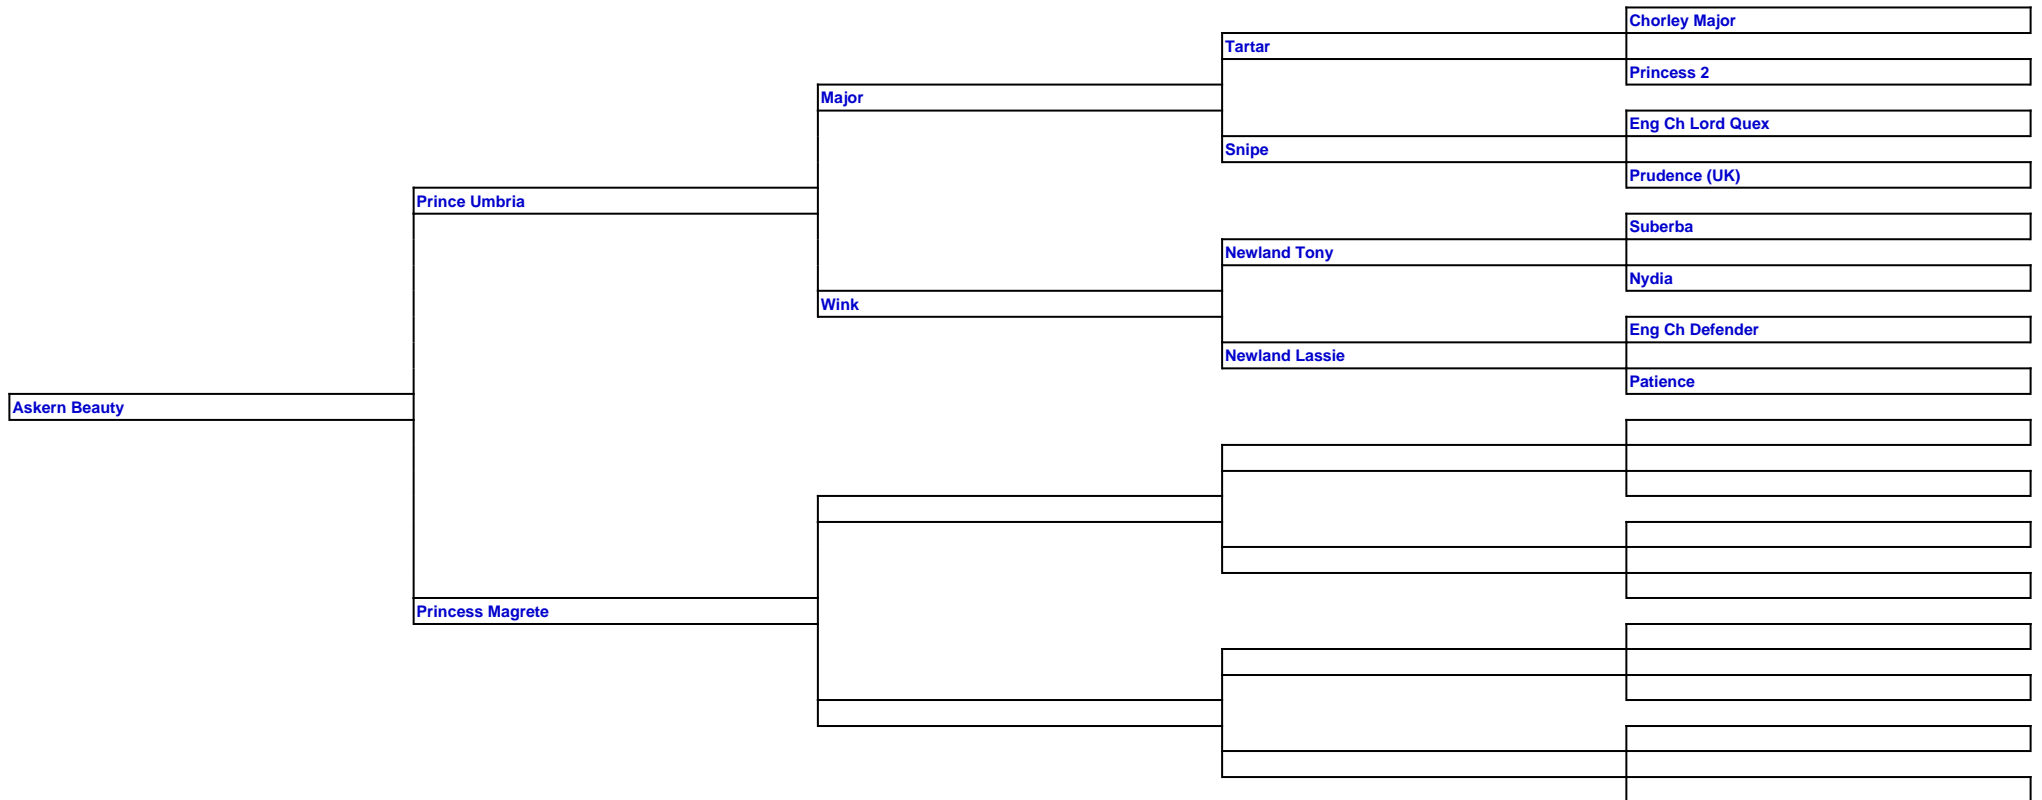 Chorley Major
Tartar
Princess 2
Major
Eng Ch Lord Quex
Snipe
Prudence (UK)
Prince Umbria
Suberba
Newland Tony
Nydia
Wink
Eng Ch Defender
Newland Lassie
Patience
Askern Beauty
Princess Magrete